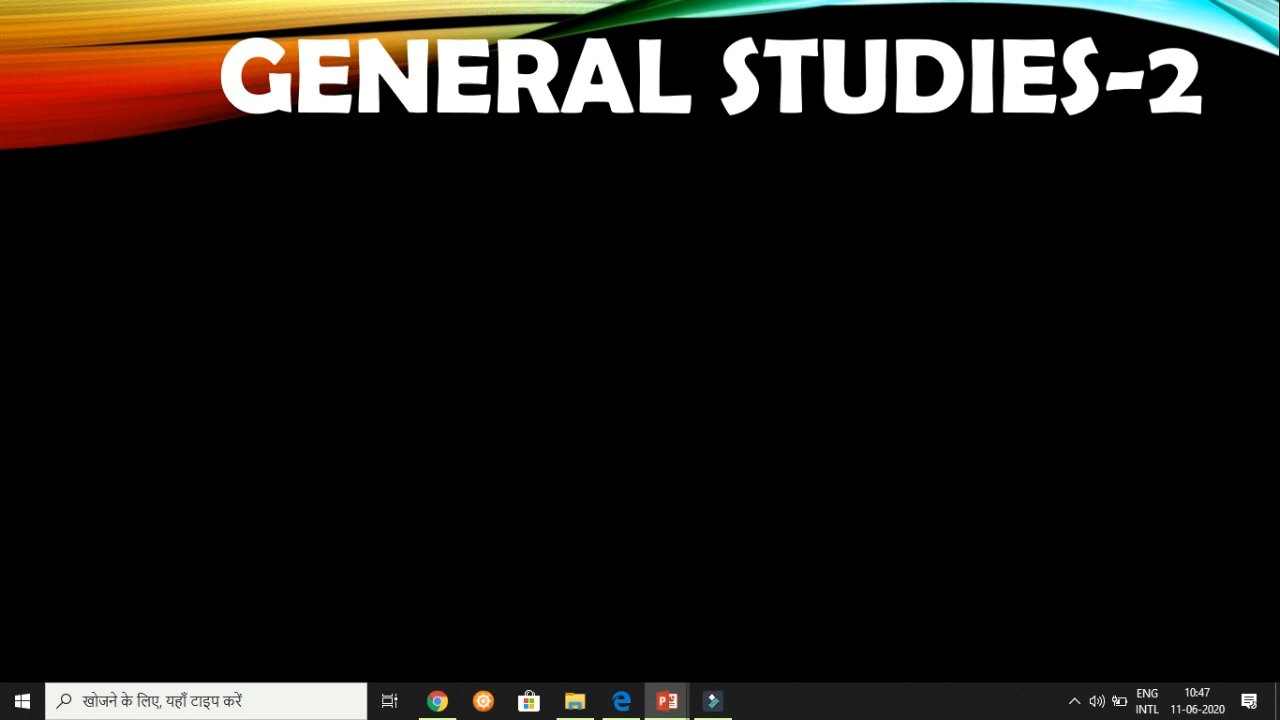 GENERAL STUDIES-2
खोजने के लिए, यहाँ टाइप करें
ENG
INTL
10:47
11-06-2020